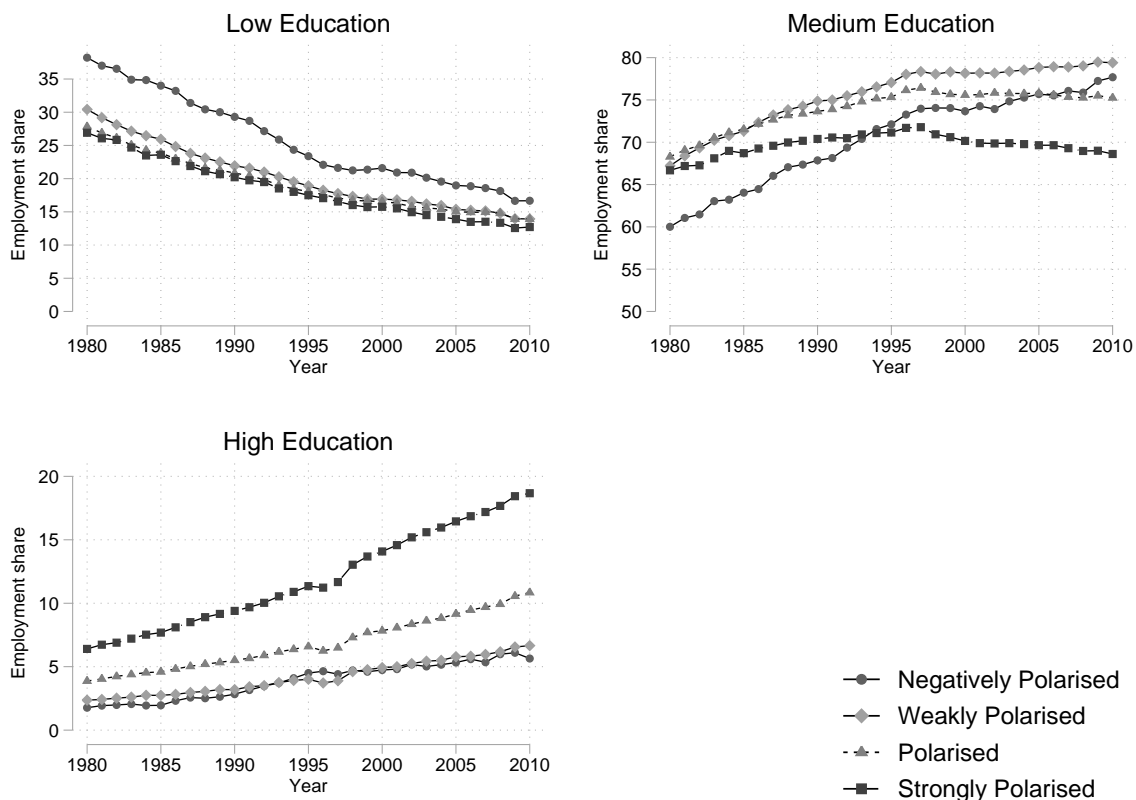 Low Education
Employment share
35
30
25
20
15
10
5
0
1980 1985 1990 1995 2000 2005 2010
Year
Medium Education
Employment share
80
75
70
65
60
55
50
1980 1985 1990 1995 2000 2005 2010
Year
High Education
Employment share
20
15
10
5
0
1980 1985 1990 1995 2000 2005 2010
Year
Negatively Polarised
Weakly Polarised
Polarised
Strongly Polarised